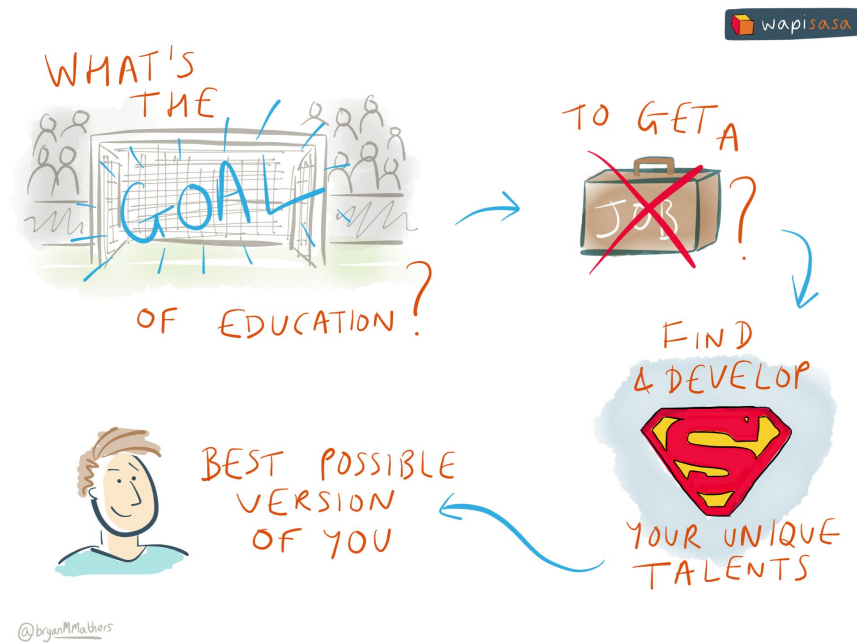 wapisasa
WHAT'S
THE
GOAL
OF EDUCATION?
TO GET A
JOB ?
FIND
& DEVELOP
S
YOUR UNIQUE
TALENTS
BEST POSSIBLE
VERSION
OF YOU
@bryanMMathers